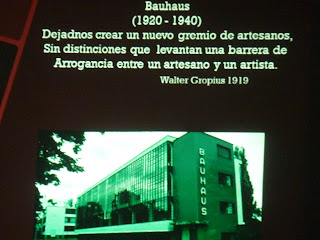 Bauhaus
(1920 - 1940)
Dejadnos crear un nuevo gremio de artesanos,
Sin distinciones que levantan una barrera de
Arrogancia entre un artesano y un artista.
Walter Gropius 1919
BAUHAUS